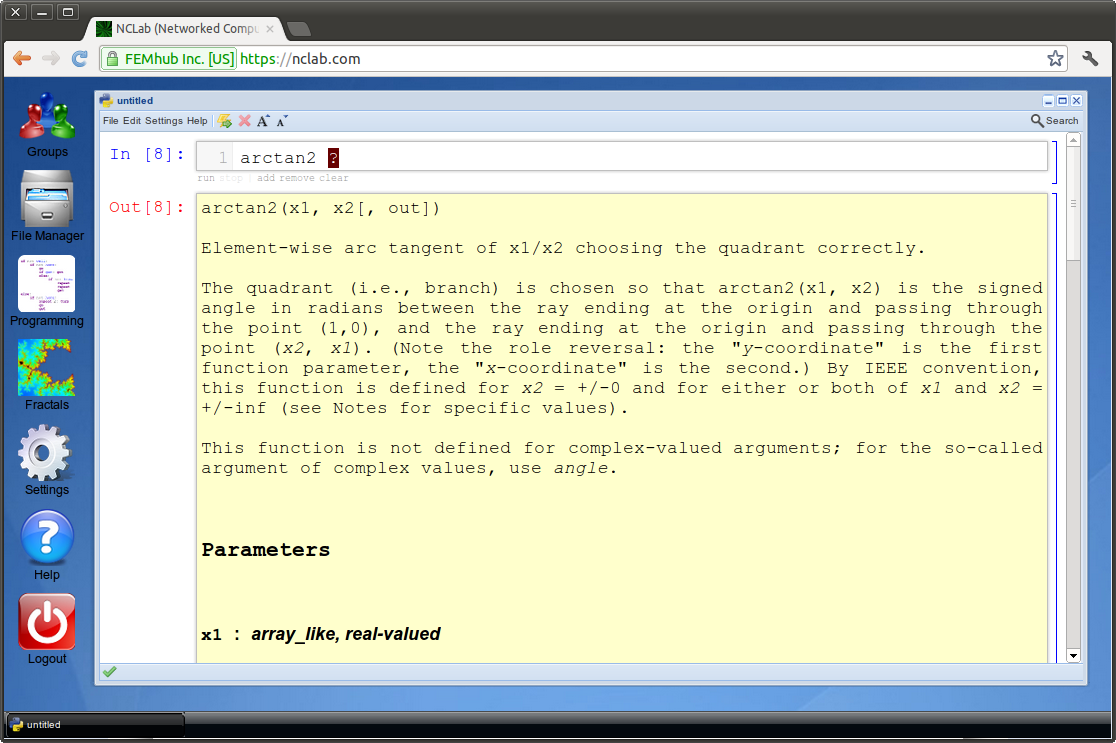 NCLab (Networked Compu
FEMhub Inc. [US] https://nclab.com
Groups
File Manager
Programming
Fractals
Settings
Help
Logout
untitled
File Edit Settings Help
A A
Search
In [8]:
1 arctan2 ?
run stop | add remove clear
Out[8]:
arctan2(x1, x2[, out])
Element-wise arc tangent of x1/x2 choosing the quadrant correctly.
The quadrant (i.e., branch) is chosen so that arctan2(x1, x2) is the signed
angle in radians between the ray ending at the origin and passing through
the point (1,0), and the ray ending at the origin and passing through the
point (x2, x1). (Note the role reversal: the "y-coordinate" is the first
function parameter, the "x-coordinate" is the second.) By IEEE convention,
this function is defined for x2 = +/-0 and for either or both of x1 and x2 =
+/-inf (see Notes for specific values).
This function is not defined for complex-valued arguments; for the so-called
argument of complex values, use angle.
Parameters
x1 : array_like, real-valued
untitled